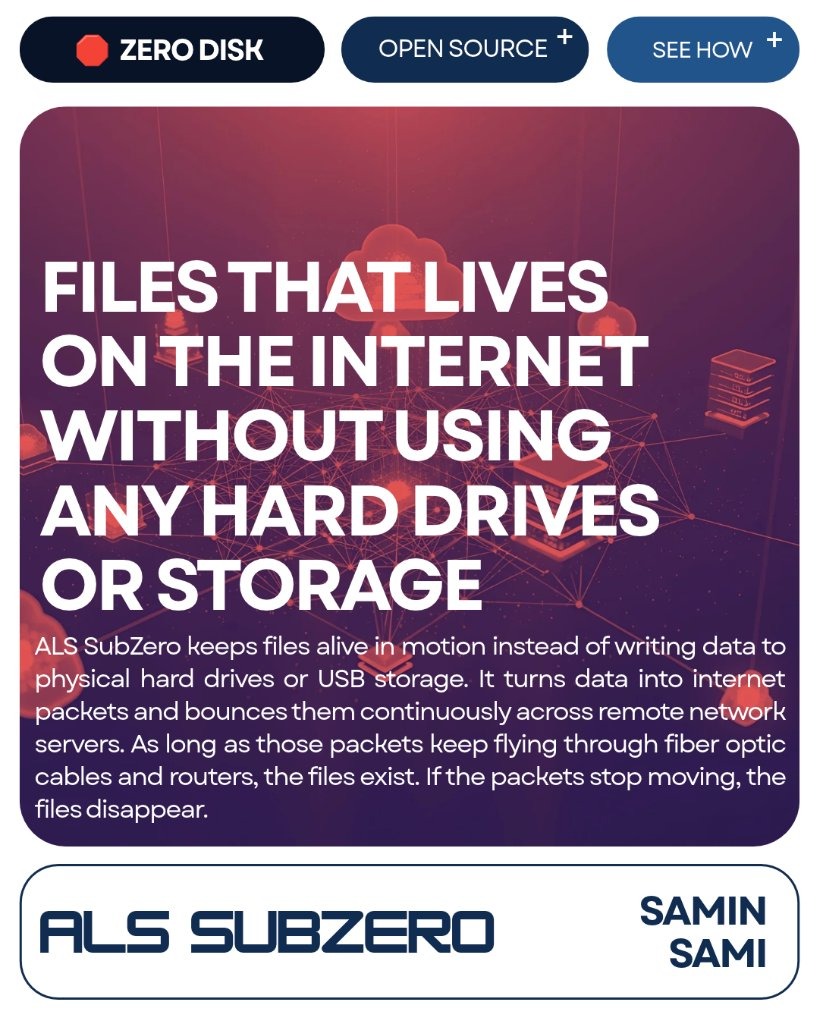 ZERO DISK
OPEN SOURCE +
SEE HOW +
FILES THAT LIVES
ON THE INTERNET
WITHOUT USING
ANY HARD DRIVES
OR STORAGE
ALS SubZero keeps files alive in motion instead of writing data to
physical hard drives or USB storage. It turns data into internet
packets and bounces them continuously across remote network
servers. As long as those packets keep flying through fiber optic
cables and routers, the files exist. If the packets stop moving, the
files disappear.
ALS SUBZERO
SAMIN
SAMI